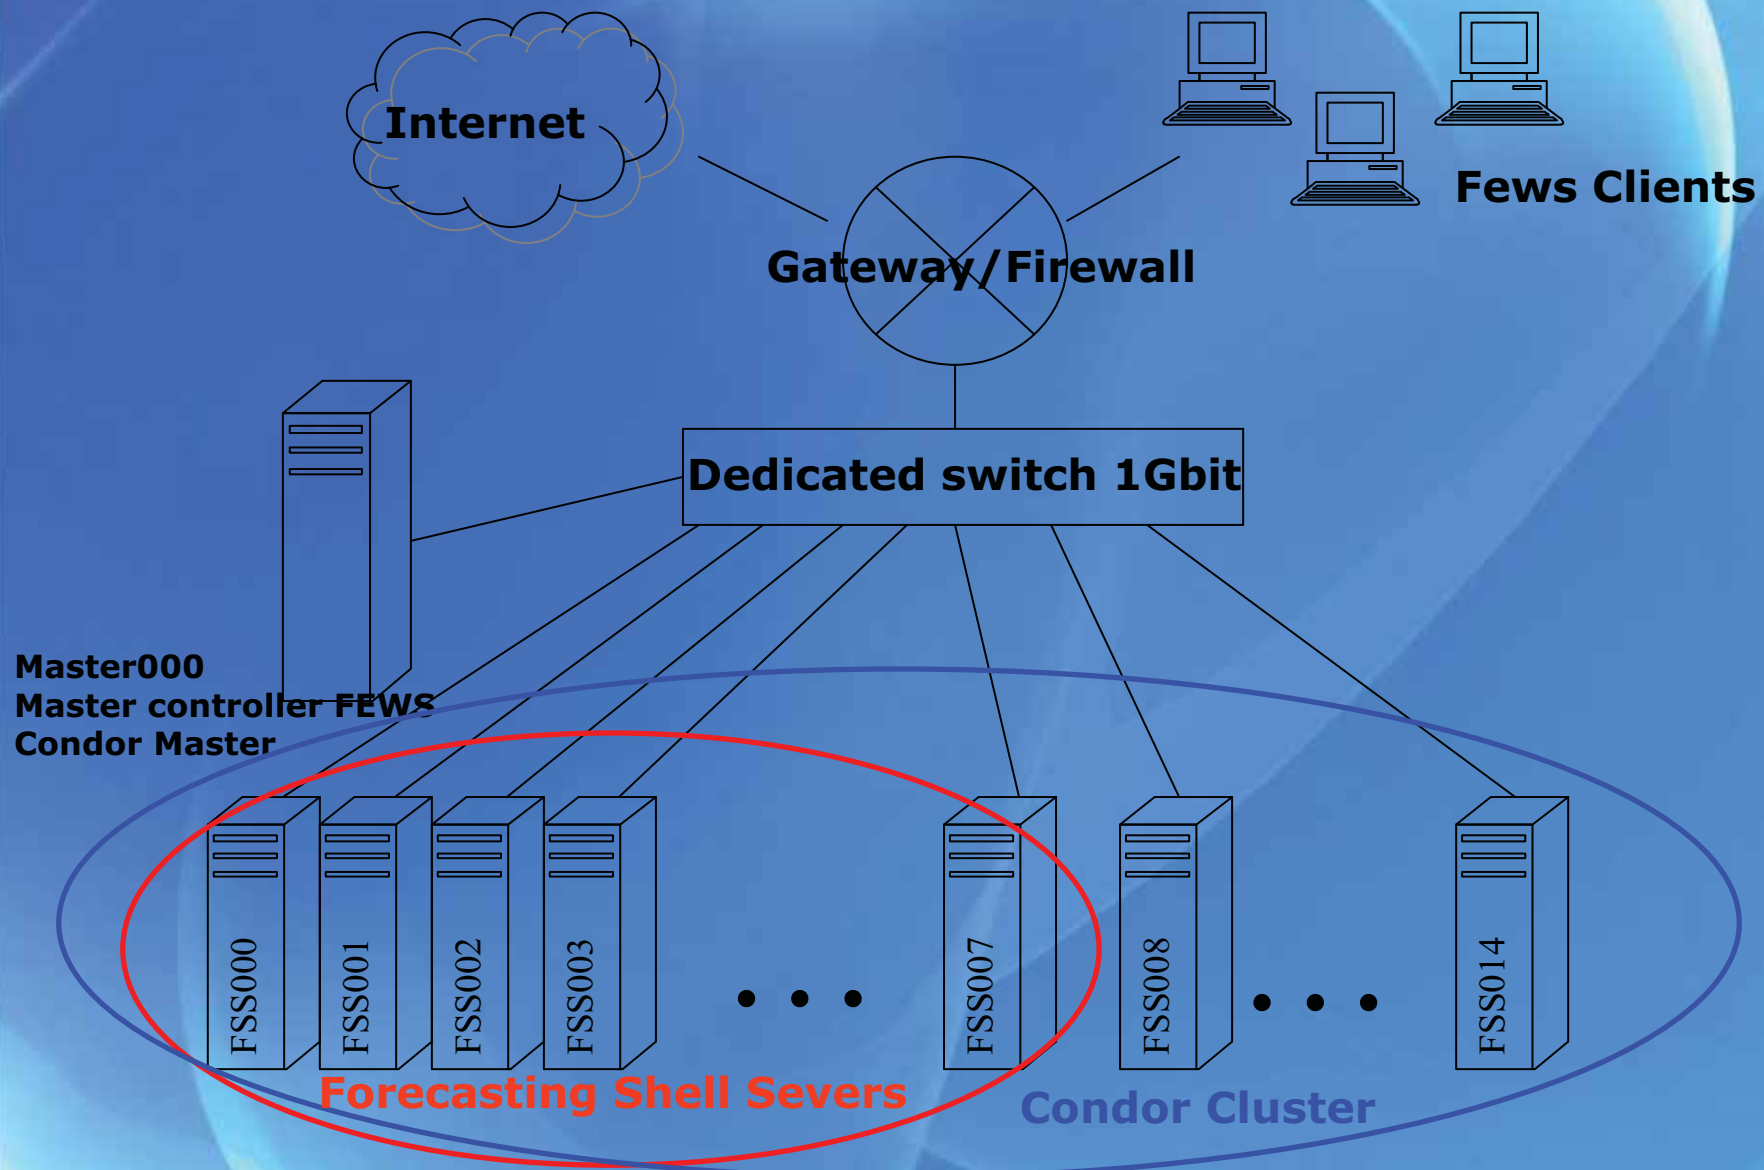 Internet
Fews Clients
Gateway/Firewall
Dedicated switch 1Gbit
Master000
Master controller FEWS
Condor Master
FSS000
FSS001
FSS002
FSS003
FSS007
FSS008
FSS014
Forecasting Shell Severs
Condor Cluster